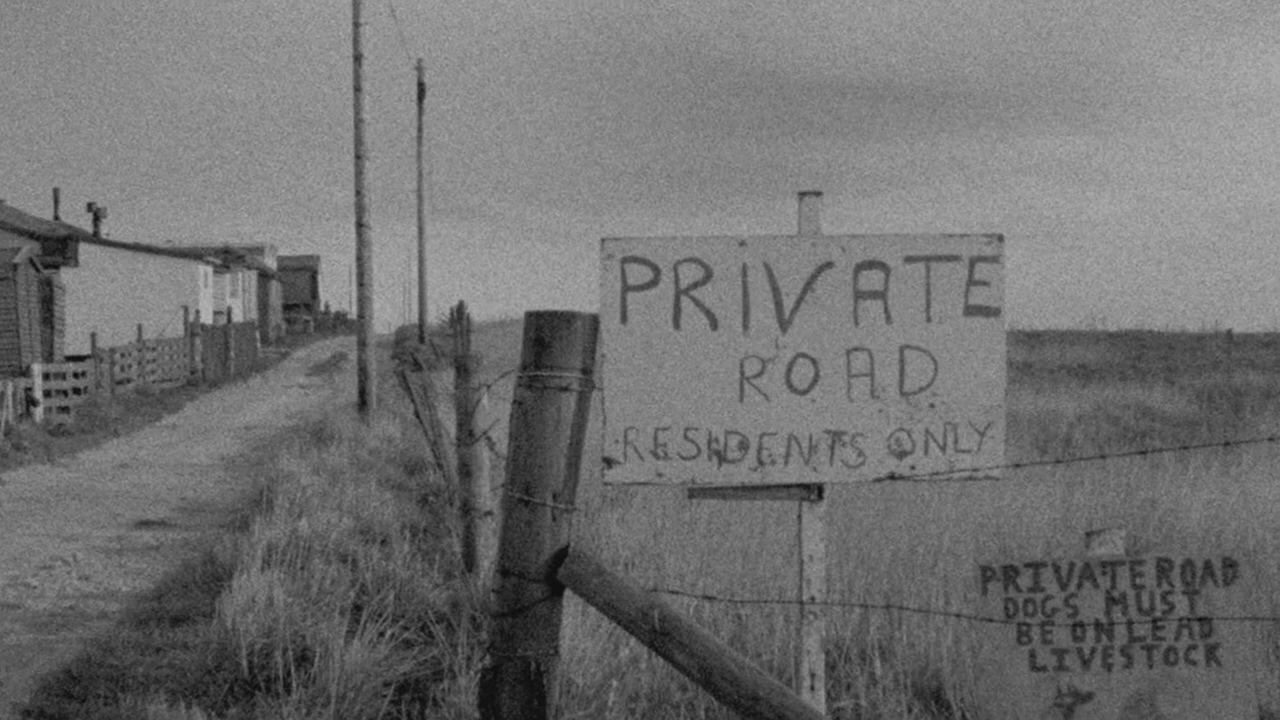 PRIVATE
ROAD
RESIDENTS ONLY
PRIVATE ROAD
DOGS MUST
BE ON LEAD
LIVESTOCK